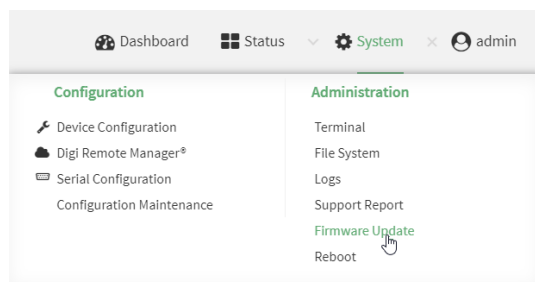 Dashboard Status System admin
Configuration
Device Configuration
Digi Remote Manager®
Serial Configuration
Configuration Maintenance
Administration
Terminal
File System
Logs
Support Report
Firmware Update
Reboot